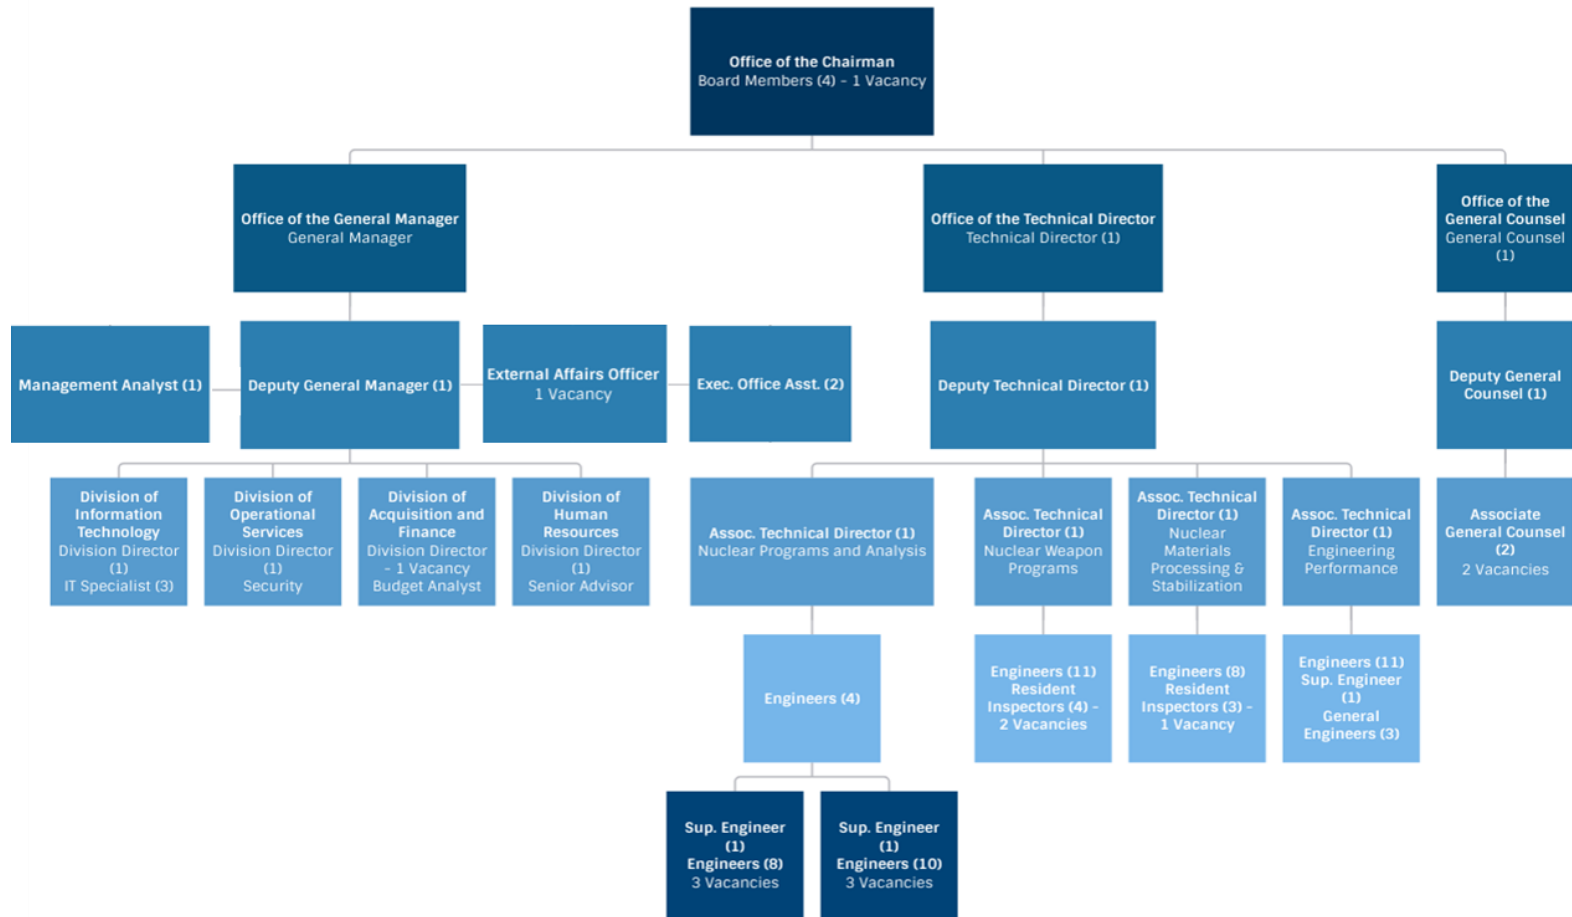 Office of the Chairman
Board Members (4) – 1 Vacancy
Office of the General Manager
General Manager
Office of the Technical Director
Technical Director (1)
Office of the
General Counsel
General Counsel
(1)
Management Analyst (1)
Deputy General Manager (1)
External Affairs Officer
1 Vacancy
Exec. Office Asst. (2)
Deputy Technical Director (1)
Deputy General
Counsel (1)
Division of
Information
Technology
Division Director
(1)
IT Specialist (3)
Division of
Operational
Services
Division Director
(1)
Security
Division of
Acquisition and
Finance
Division Director
– 1 Vacancy
Budget Analyst
Division of
Human
Resources
Division Director
(1)
Senior Advisor
Assoc. Technical Director (1)
Nuclear Programs and Analysis
Assoc. Technical
Director (1)
Nuclear Weapon
Programs
Assoc. Technical
Director (1)
Nuclear
Materials
Processing &
Stabilization
Assoc. Technical
Director (1)
Engineering
Performance
Associate
General Counsel
(2)
2 Vacancies
Engineers (4)
Engineers (11)
Resident
Inspectors (4) –
2 Vacancies
Engineers (8)
Resident
Inspectors (3) –
1 Vacancy
Engineers (11)
Sup. Engineer
(1)
General
Engineers (3)
Sup. Engineer
(1)
Engineers (8)
3 Vacancies
Sup. Engineer
(1)
Engineers (10)
3 Vacancies